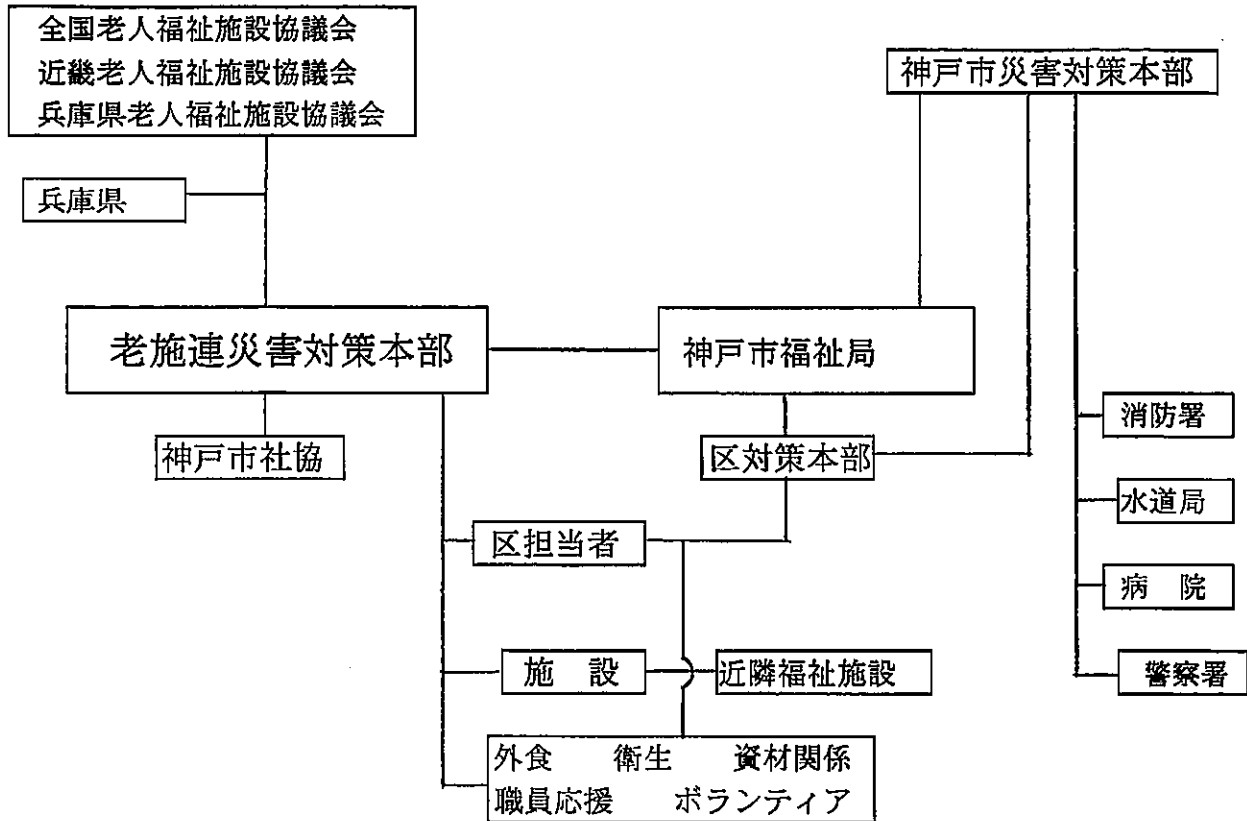 全国老人福祉施設協議会
近畿老人福祉施設協議会
兵庫県老人福祉施設協議会
神戸市災害対策本部
兵庫県
老施連災害対策本部
神戸市福祉局
神戸市社協
区対策本部
消防署
水道局
区担当者
病 院
施 設
近隣福祉施設
警察署
外食 衛生 資材関係
職員応援 ボランティア